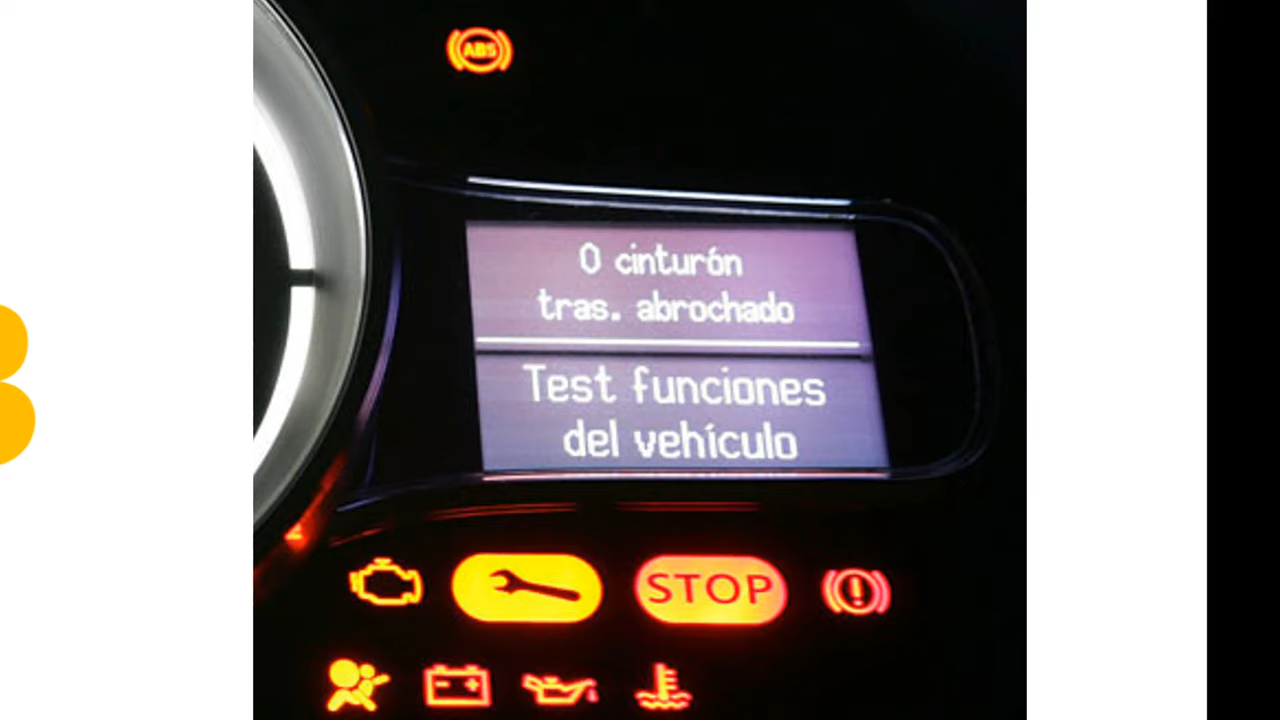 ABS
0 cinturón
tras. abrochado
Test funciones
del vehículo
STOP